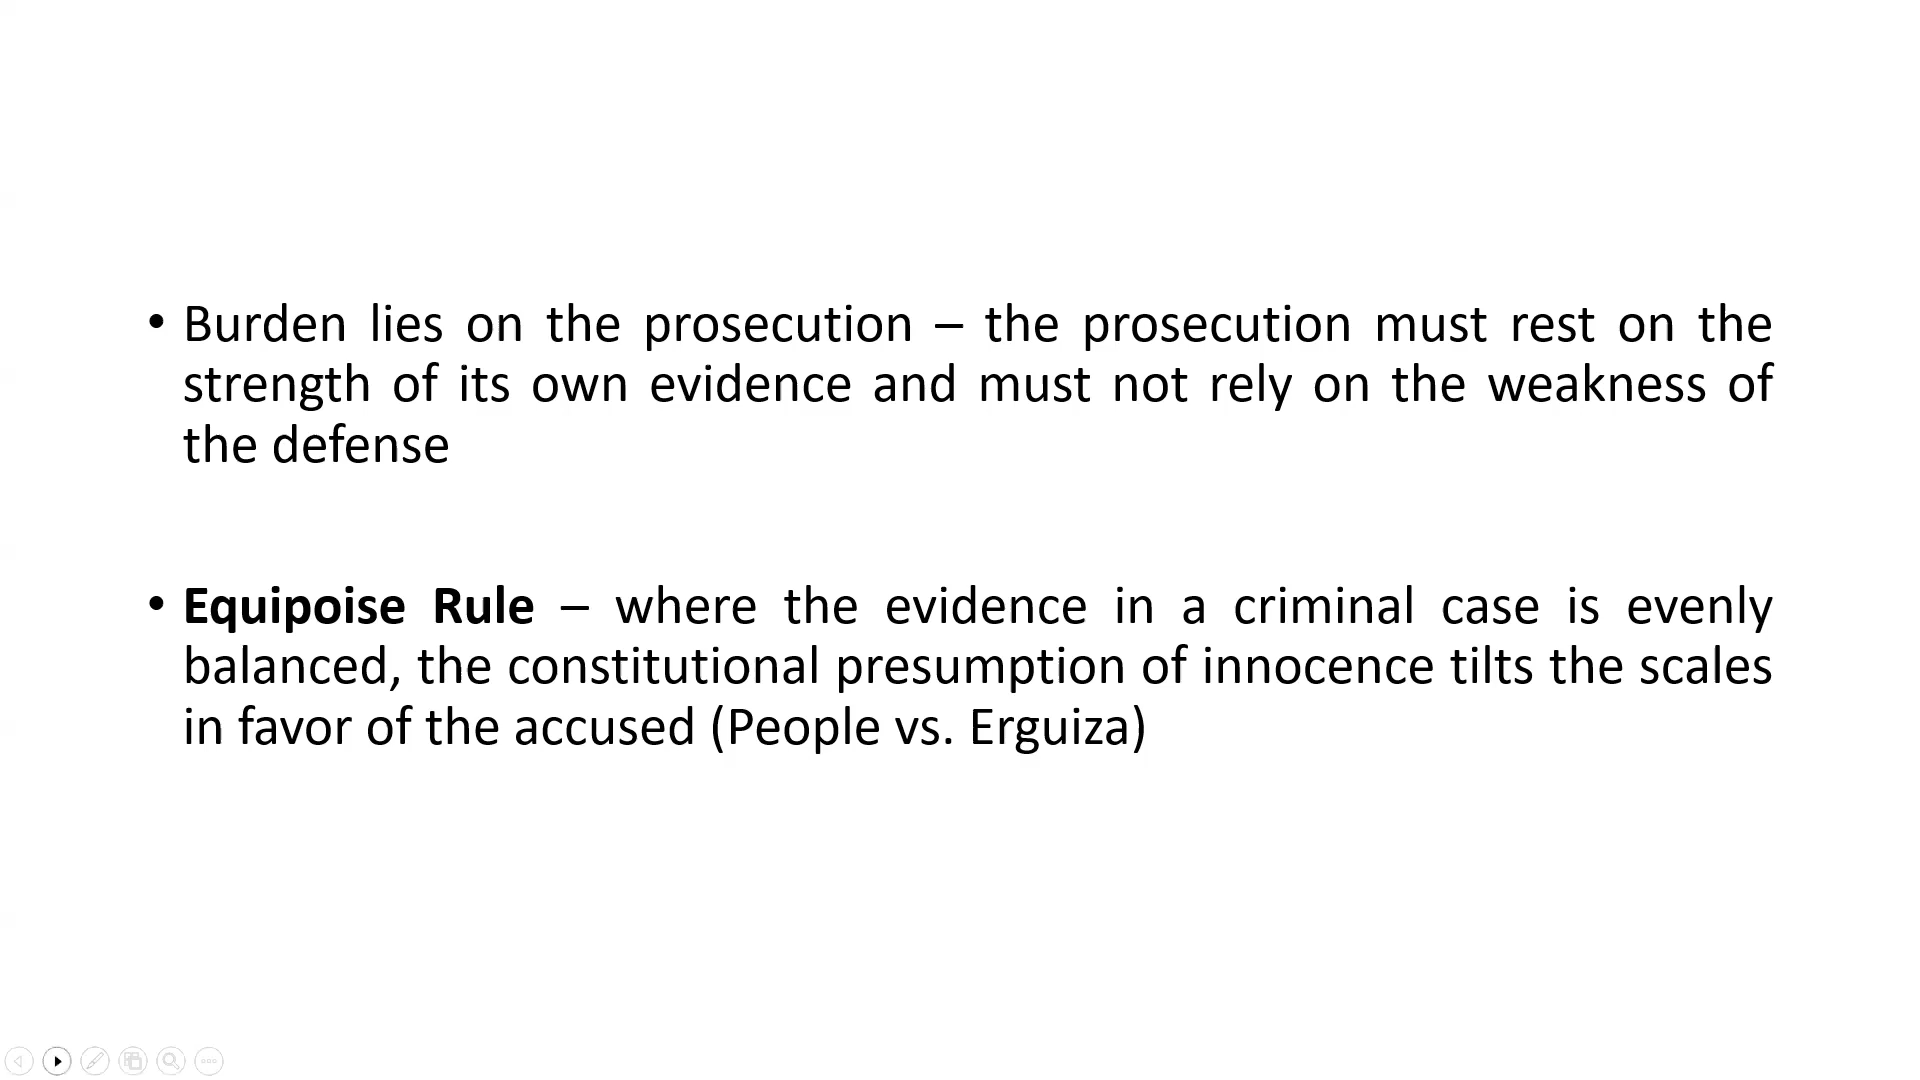 • Burden lies on the prosecution – the prosecution must rest on the
strength of its own evidence and must not rely on the weakness of
the defense
• Equipoise Rule – where the evidence in a criminal case is evenly
balanced, the constitutional presumption of innocence tilts the scales
in favor of the accused (People vs. Erguiza)